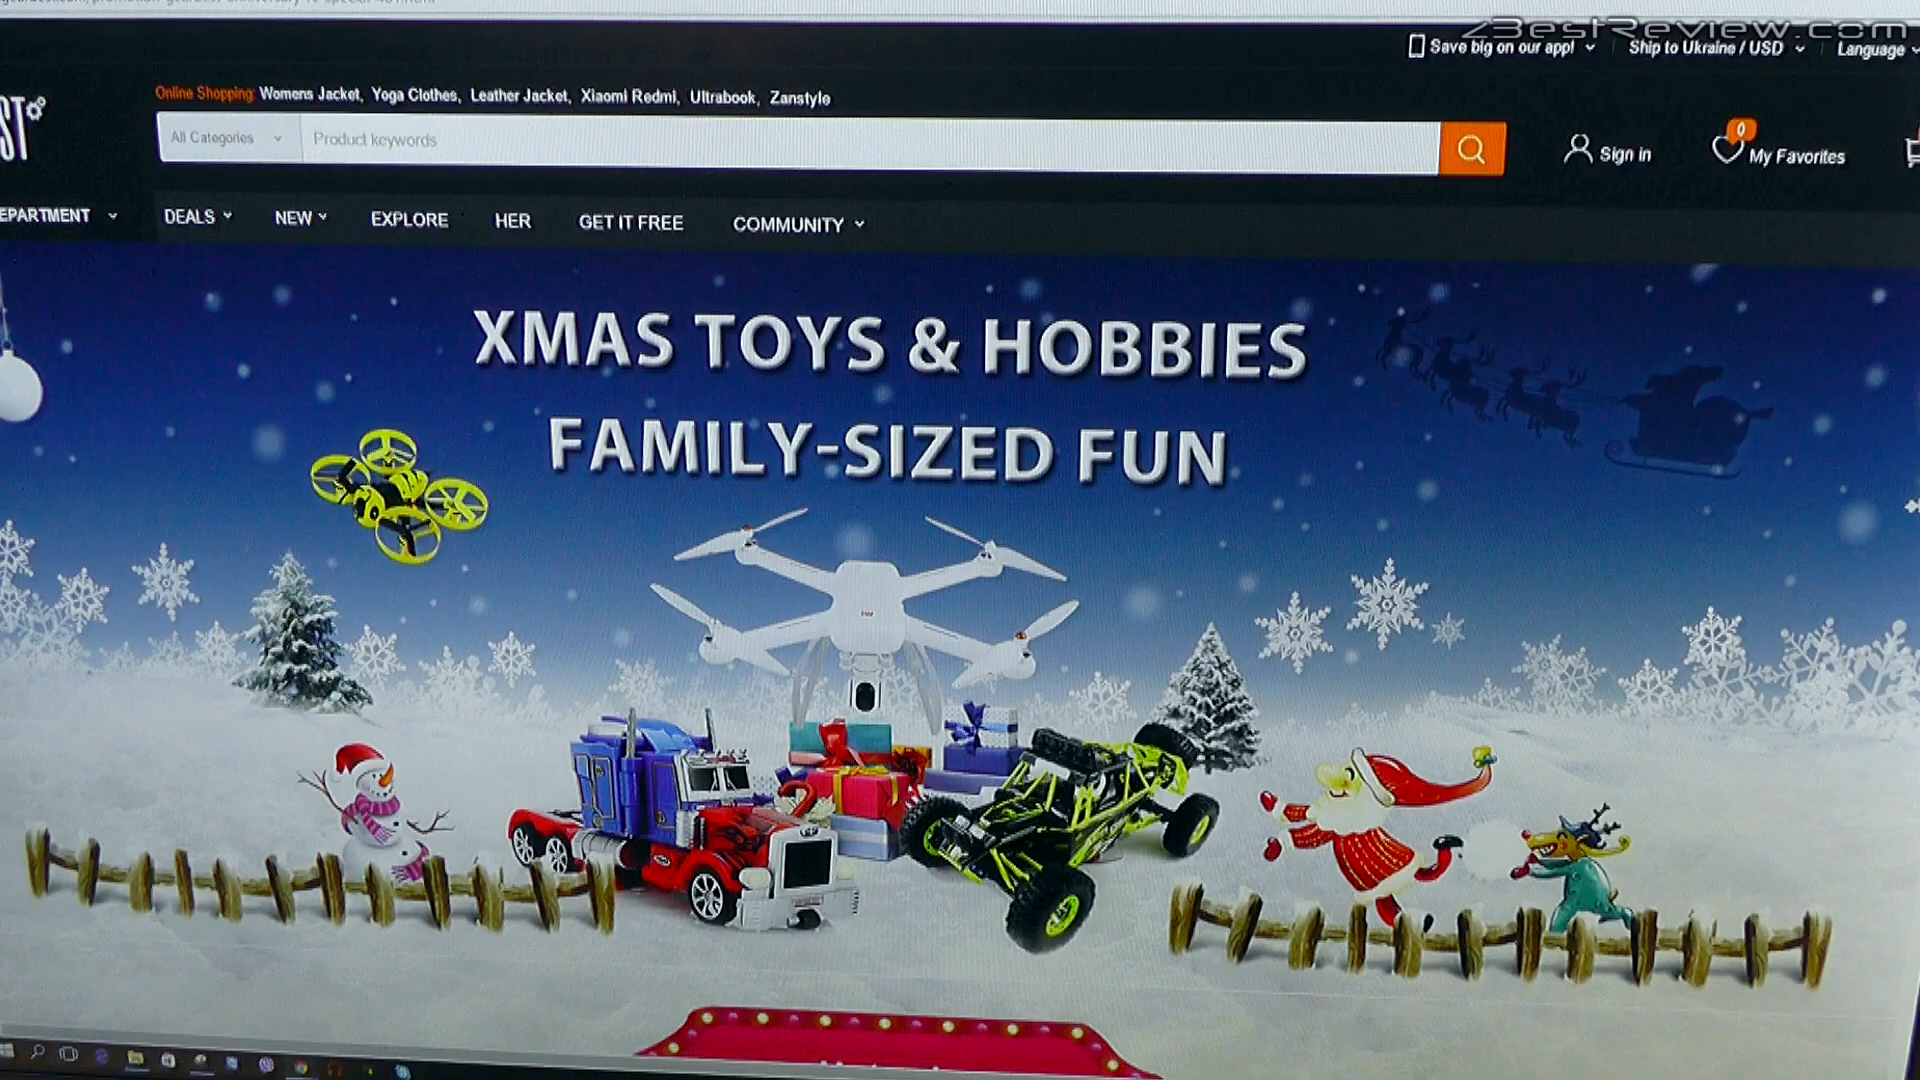 zBestReview.com
Save big on our app! Ship to Ukraine / USD Language
Online Shopping: Womens Jacket, Yoga Clothes, Leather Jacket, Xiaomi Redmi, Ultrabook, Zanstyle
ST
All Categories Product keywords
0
Sign in My Favorites
EPARTMENT DEALS NEW EXPLORE HER GET IT FREE COMMUNITY
XMAS TOYS & HOBBIES
FAMILY-SIZED FUN